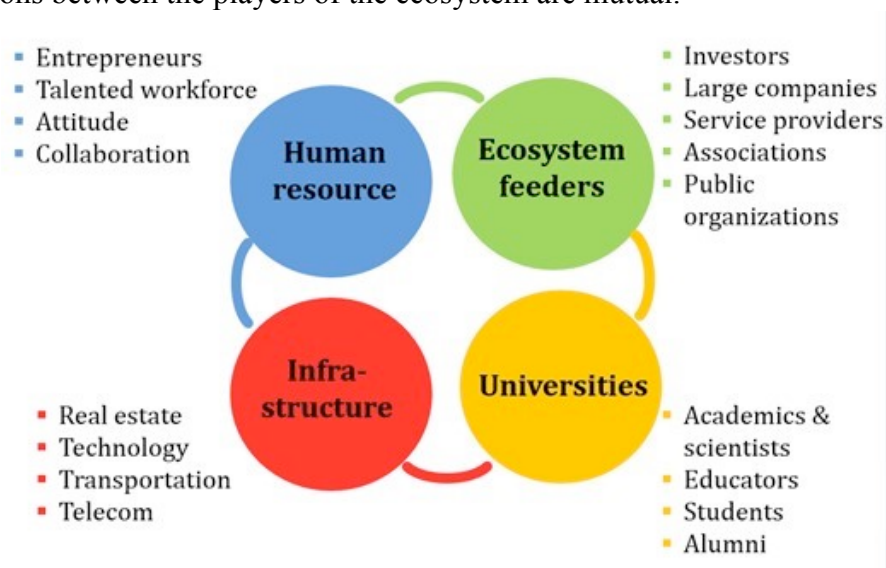 ons between the players of the ecosystem are mutual.
Entrepreneurs
Talented workforce
Attitude
Collaboration
Human
resource
Ecosystem
feeders
Investors
Large companies
Service providers
Associations
Public
organizations
Infra-
structure
Universities
Real estate
Technology
Transportation
Telecom
Academics &
scientists
Educators
Students
Alumni